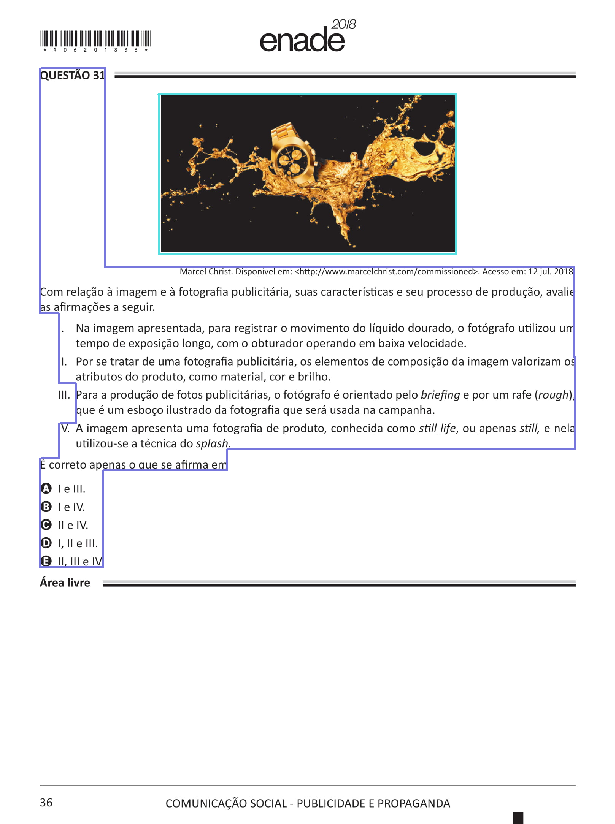 enade 2018
*R0620183 6*
QUESTÃO 31
Marcel Christ. Disponível em: <http://www.marcelchrist.com/commissioned>. Acesso em: 12 jul. 2018.
Com relação à imagem e à fotografia publicitária, suas características e seu processo de produção, avalie
as afirmações a seguir.
I. Na imagem apresentada, para registrar o movimento do líquido dourado, o fotógrafo utilizou um
tempo de exposição longo, com o obturador operando em baixa velocidade.
II. Por se tratar de uma fotografia publicitária, os elementos de composição da imagem valorizam os
atributos do produto, como material, cor e brilho.
III. Para a produção de fotos publicitárias, o fotógrafo é orientado pelo briefing e por um rafe (rough),
que é um esboço ilustrado da fotografia que será usada na campanha.
IV. A imagem apresenta uma fotografia de produto, conhecida como still life, ou apenas still, e nela
utilizou-se a técnica do splash.
É correto apenas o que se afirma em
A I e III.
B I e IV.
C II e IV.
D I, II e III.
E II, III e IV
Área livre
36
COMUNICAÇÃO SOCIAL - PUBLICIDADE E PROPAGANDA